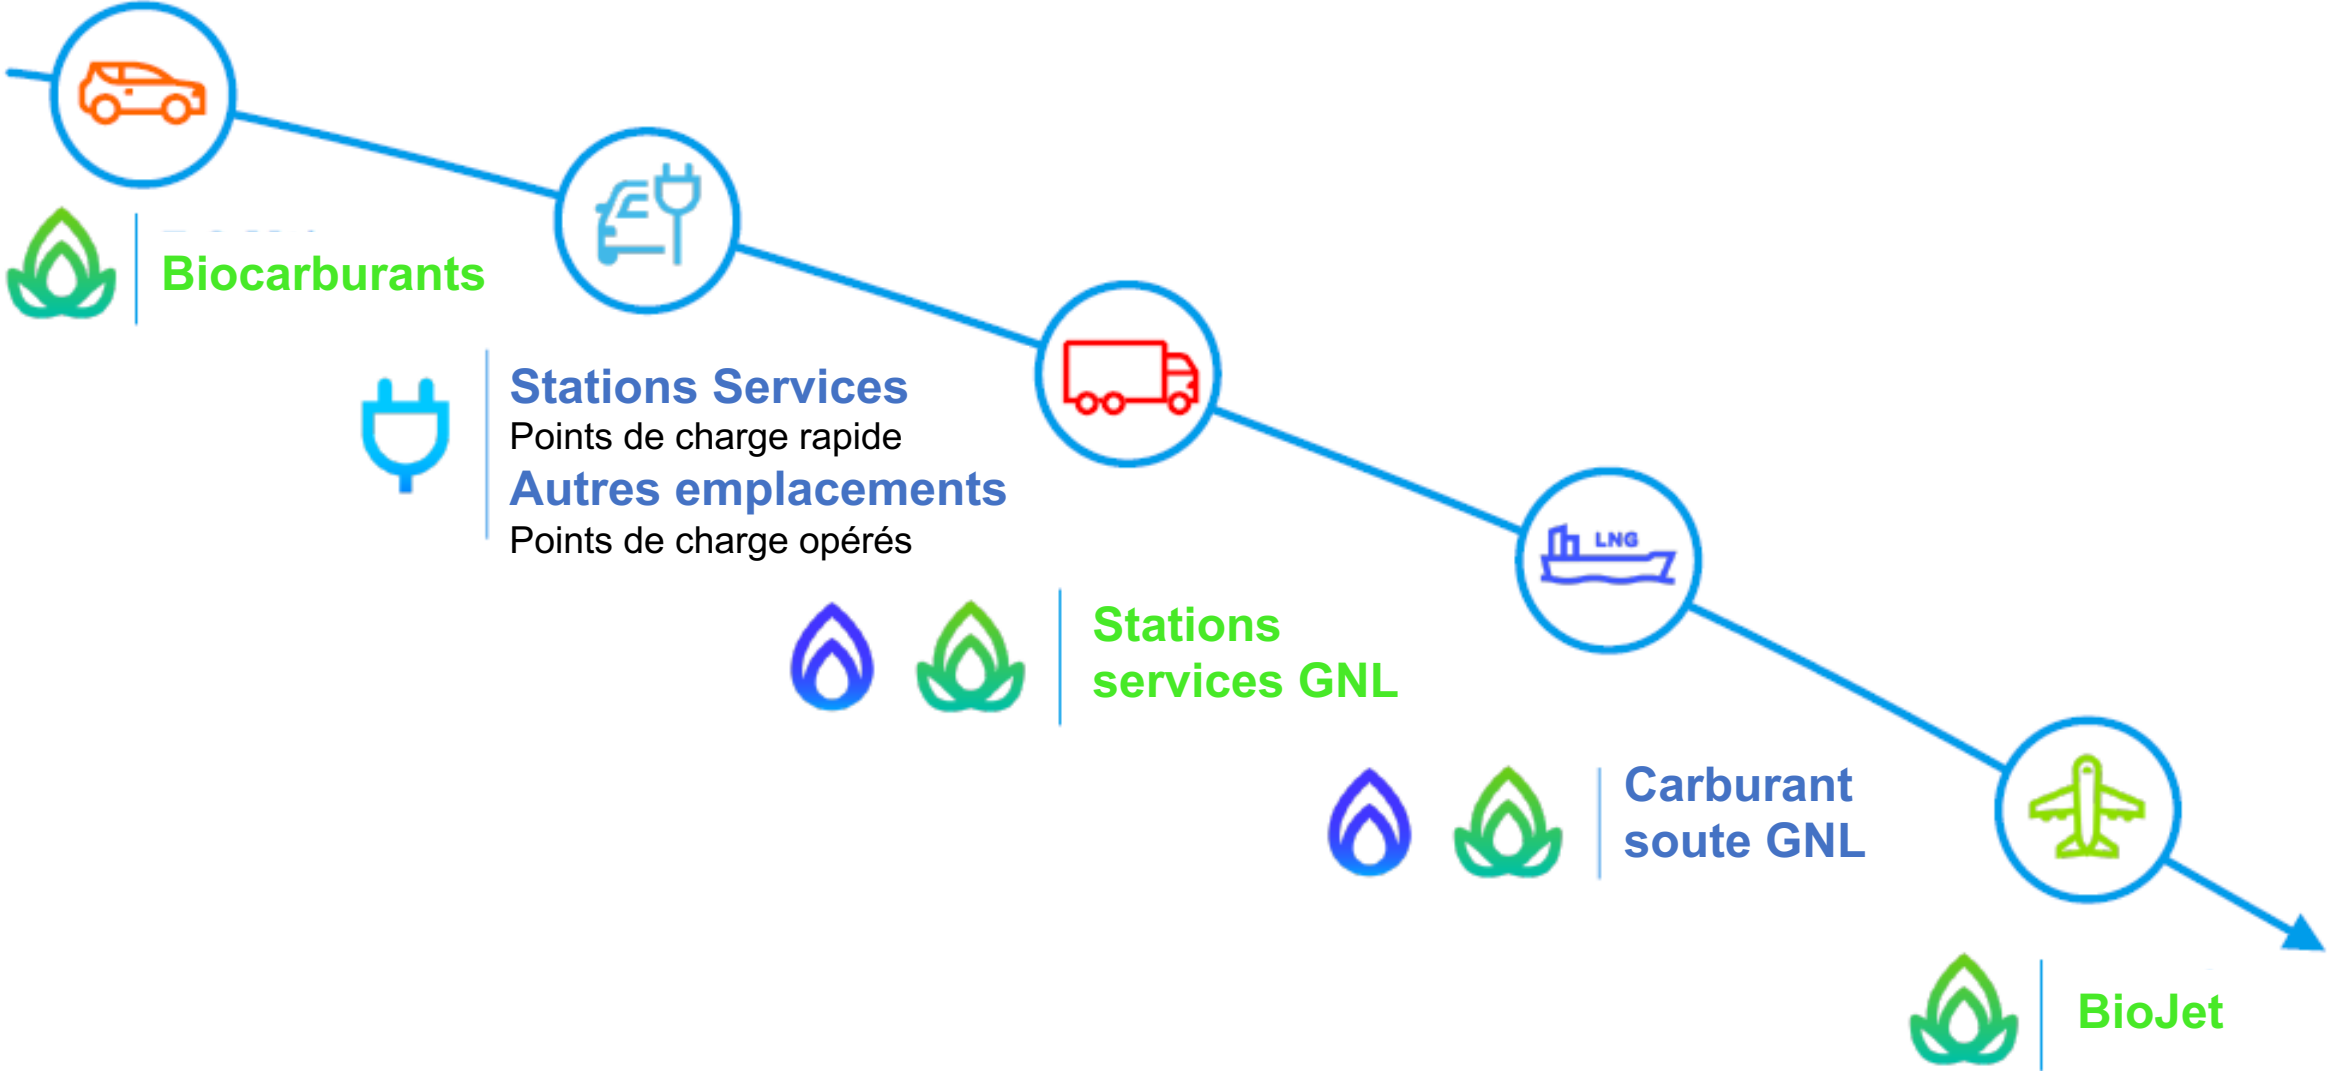 Biocarburants
Stations Services
Points de charge rapide
Autres emplacements
Points de charge opérés
LNG
Stations
services GNL
Carburant
soute GNL
BioJet